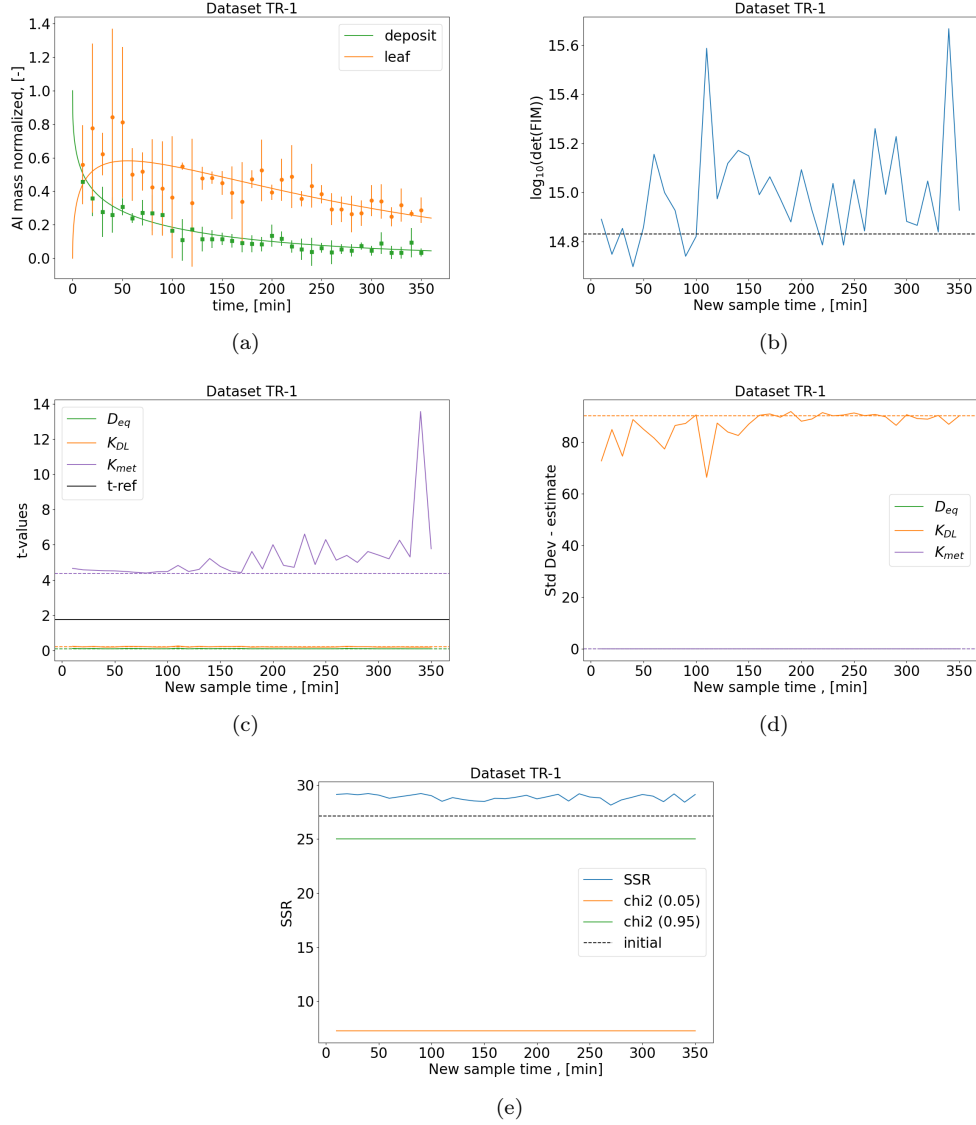 Dataset TR-1
1.4
1.2
1.0
0.8
0.6
0.4
0.2
0.0
AI mass normalized, [-]
deposit
leaf
0 50 100 150 200 250 300 350
time, [min]
(a)
Dataset TR-1
15.6
15.4
15.2
15.0
14.8
log10(det(FIM))
0 50 100 150 200 250 300 350
New sample time , [min]
(b)
Dataset TR-1
14
12
10
8
6
4
2
0
t-values
D_eq
K_DL
K_met
t-ref
0 50 100 150 200 250 300 350
New sample time , [min]
(c)
Dataset TR-1
80
60
40
20
0
Std Dev - estimate
D_eq
K_DL
K_met
0 50 100 150 200 250 300 350
New sample time , [min]
(d)
Dataset TR-1
30
25
20
15
10
SSR
SSR
chi2 (0.05)
chi2 (0.95)
initial
0 50 100 150 200 250 300 350
New sample time , [min]
(e)